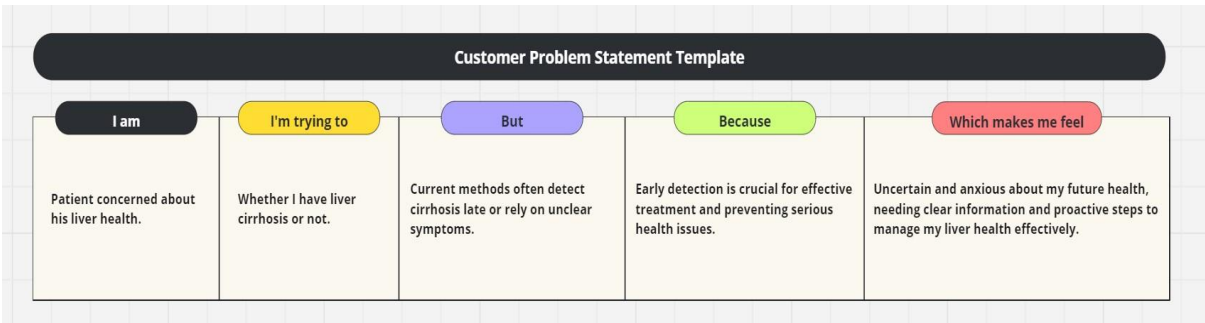 Customer Problem Statement Template
I am
I'm trying to
But
Because
Which makes me feel
Patient concerned about
his liver health.
Whether I have liver
cirrhosis or not.
Current methods often detect
cirrhosis late or rely on unclear
symptoms.
Early detection is crucial for effective
treatment and preventing serious
health issues.
Uncertain and anxious about my future health,
needing clear information and proactive steps to
manage my liver health effectively.